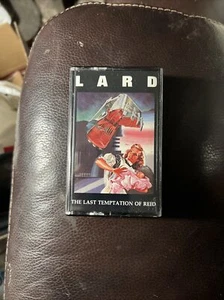 LARD
THE LAST TEMPTATION OF REID